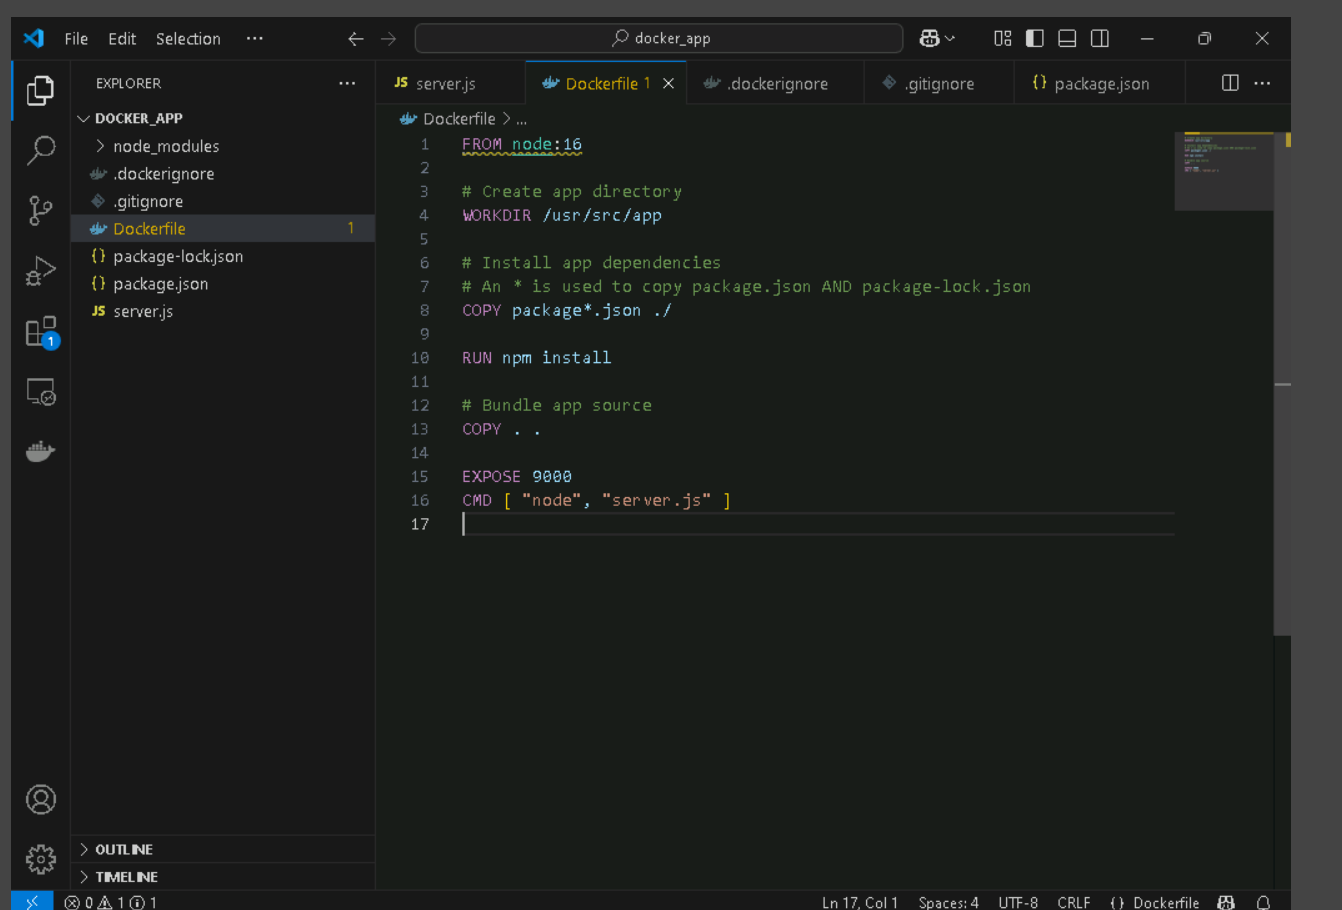 File Edit Selection ... docker_app
EXPLORER ...
JS server.js Dockerfile 1 .dockerignore .gitignore {} package.json ...
DOCKER_APP
> node_modules
.dockerignore
.gitignore
Dockerfile 1
{} package-lock.json
{} package.json
JS server.js
1
Dockerfile > ...
1 FROM node:16
2
3 # Create app directory
4 WORKDIR /usr/src/app
5
6 # Install app dependencies
7 # An * is used to copy package.json AND package-lock.json
8 COPY package*.json ./
9
10 RUN npm install
11
12 # Bundle app source
13 COPY . .
14
15 EXPOSE 9000
16 CMD [ "node", "server.js" ]
17
> OUTLINE
> TIMELINE
0 1 1 Ln 17, Col 1 Spaces: 4 UTF-8 CRLF {} Dockerfile